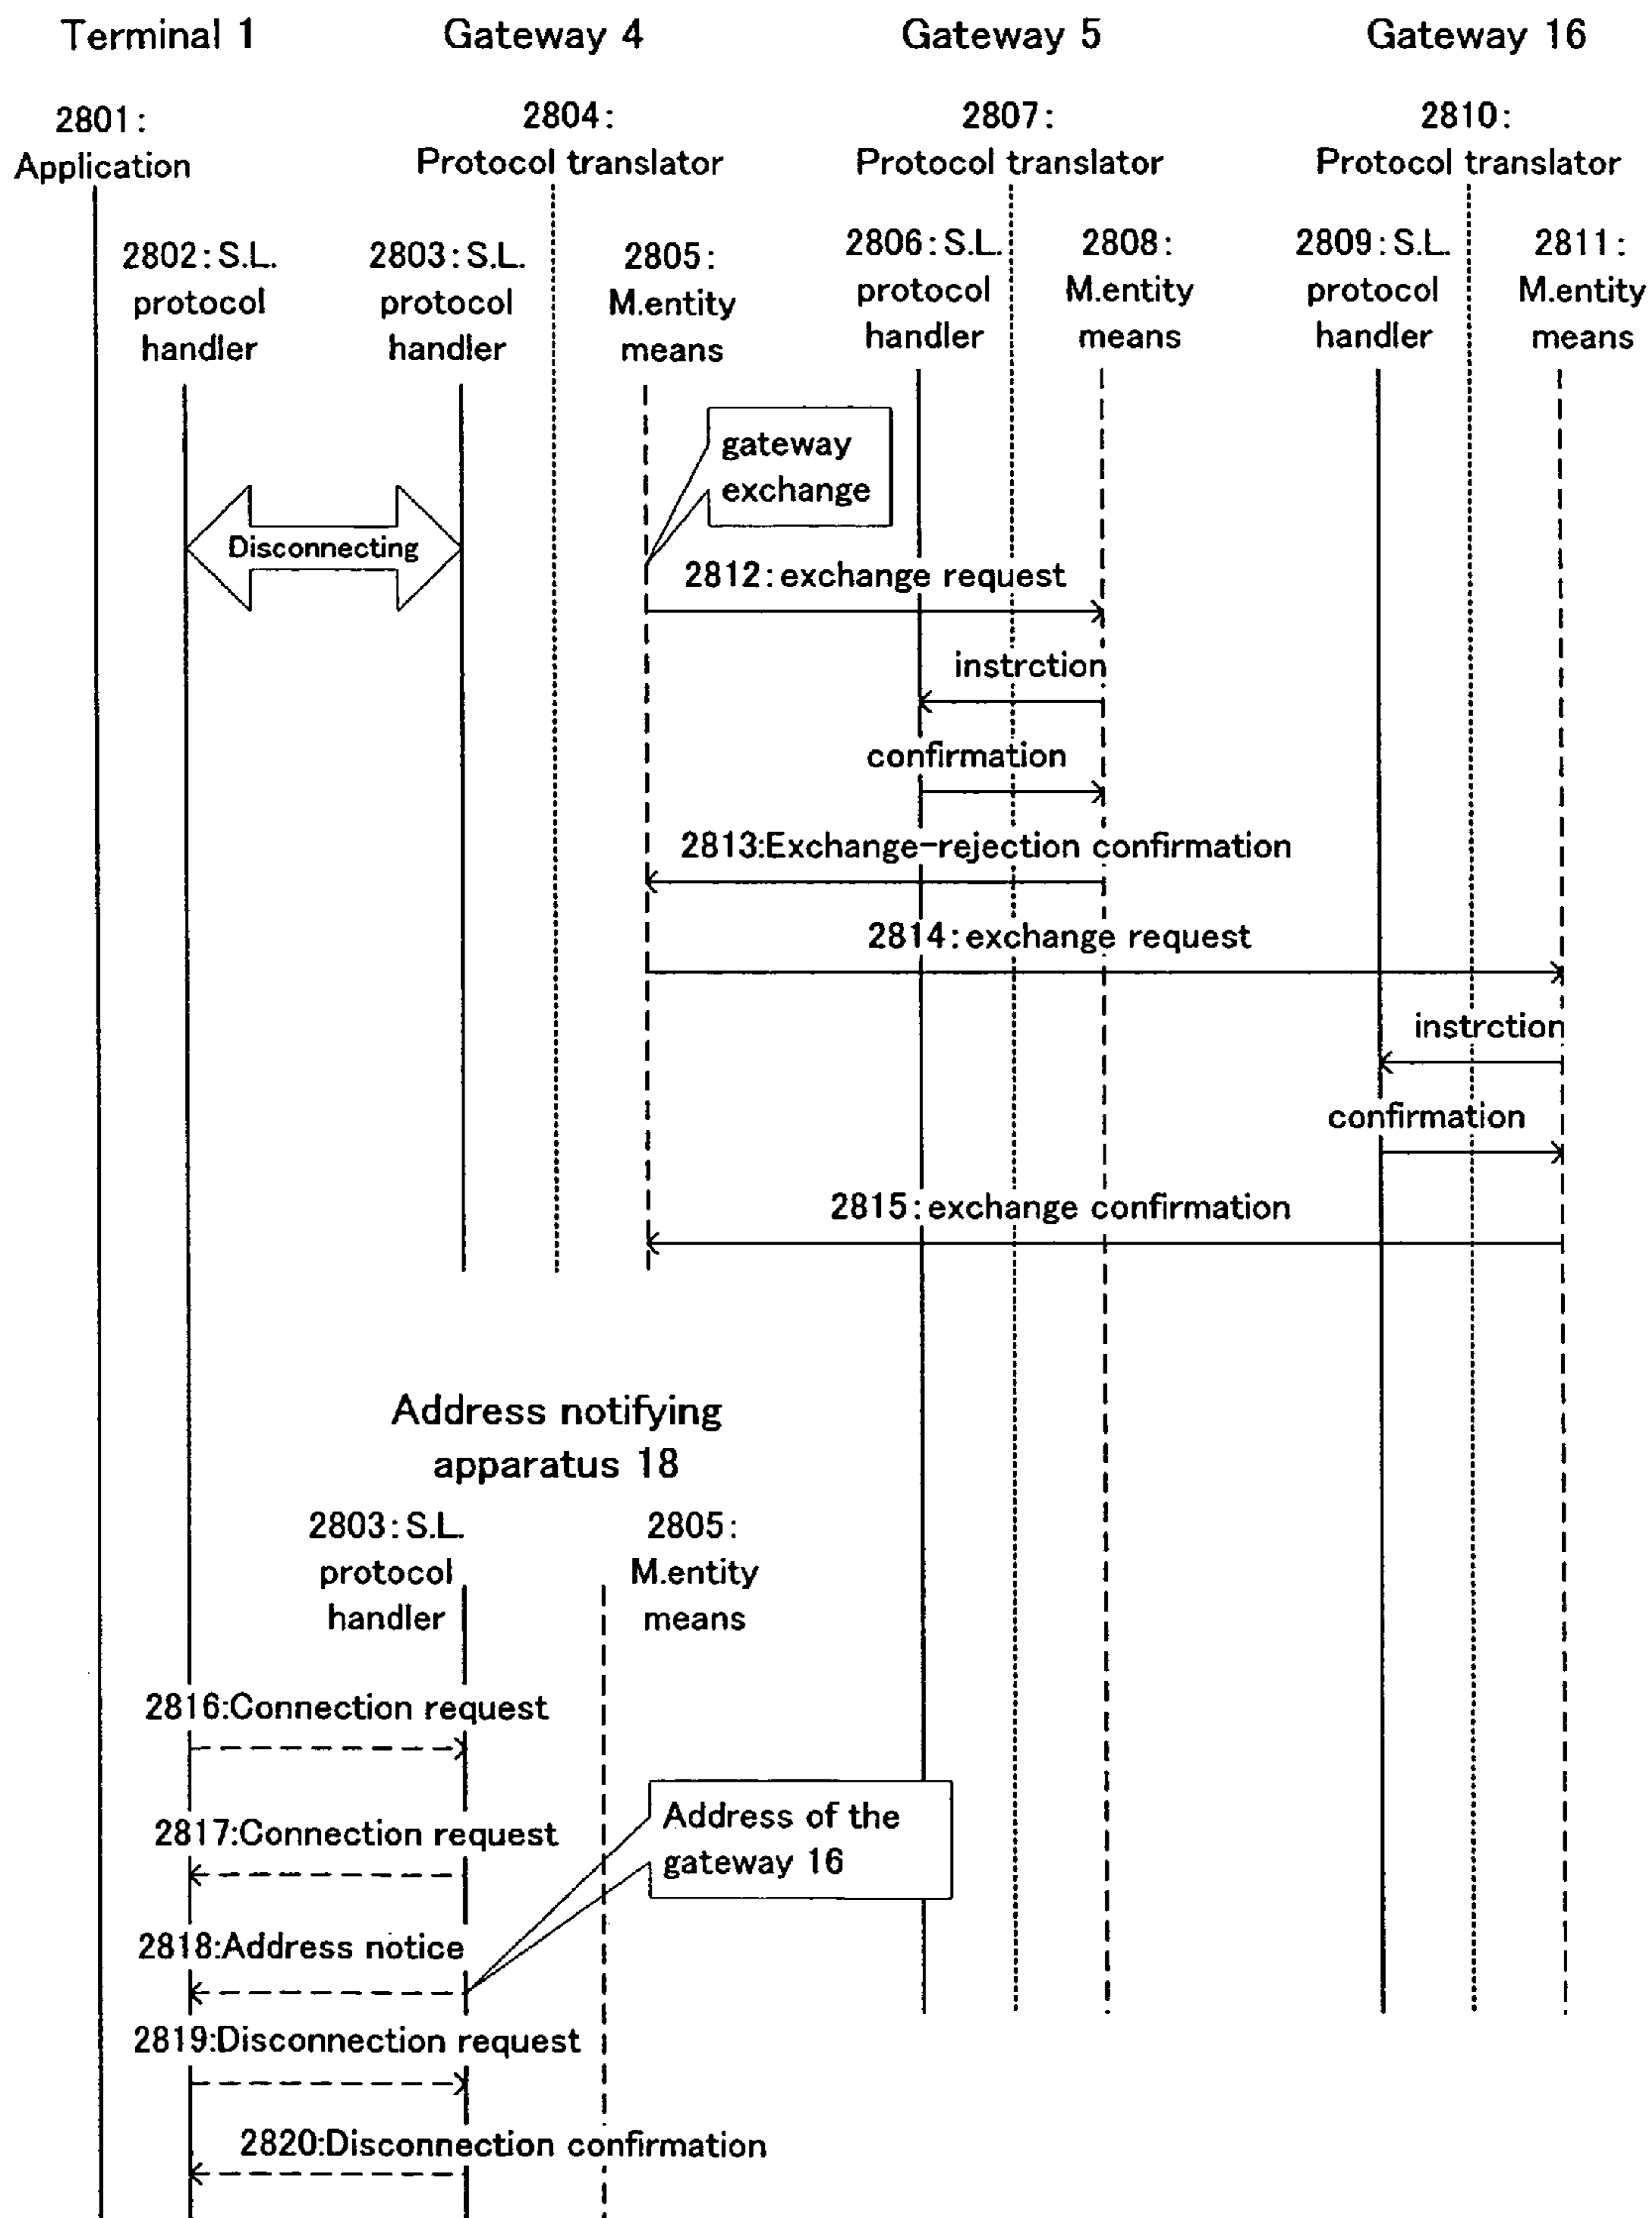 Terminal 1
Gateway 4
Gateway 5
Gateway 16
2801:
Application
2804:
Protocol translator
2807:
Protocol translator
2810:
Protocol translator
2802:S.L.
protocol
handler
2803:S.L.
protocol
handler
2805:
M.entity
means
2806:S.L.
protocol
handler
2808:
M.entity
means
2809:S.L.
protocol
handler
2811:
M.entity
means
gateway
exchange
Disconnecting
2812:exchange request
instrction
confirmation
2813:Exchange-rejection confirmation
2814:exchange request
instrction
confirmation
2815:exchange confirmation
Address notifying
apparatus 18
2803:S.L.
protocol
handler
2805:
M.entity
means
2816:Connection request
Address of the
gateway 16
2817:Connection request
2818:Address notice
2819:Disconnection request
2820:Disconnection confirmation